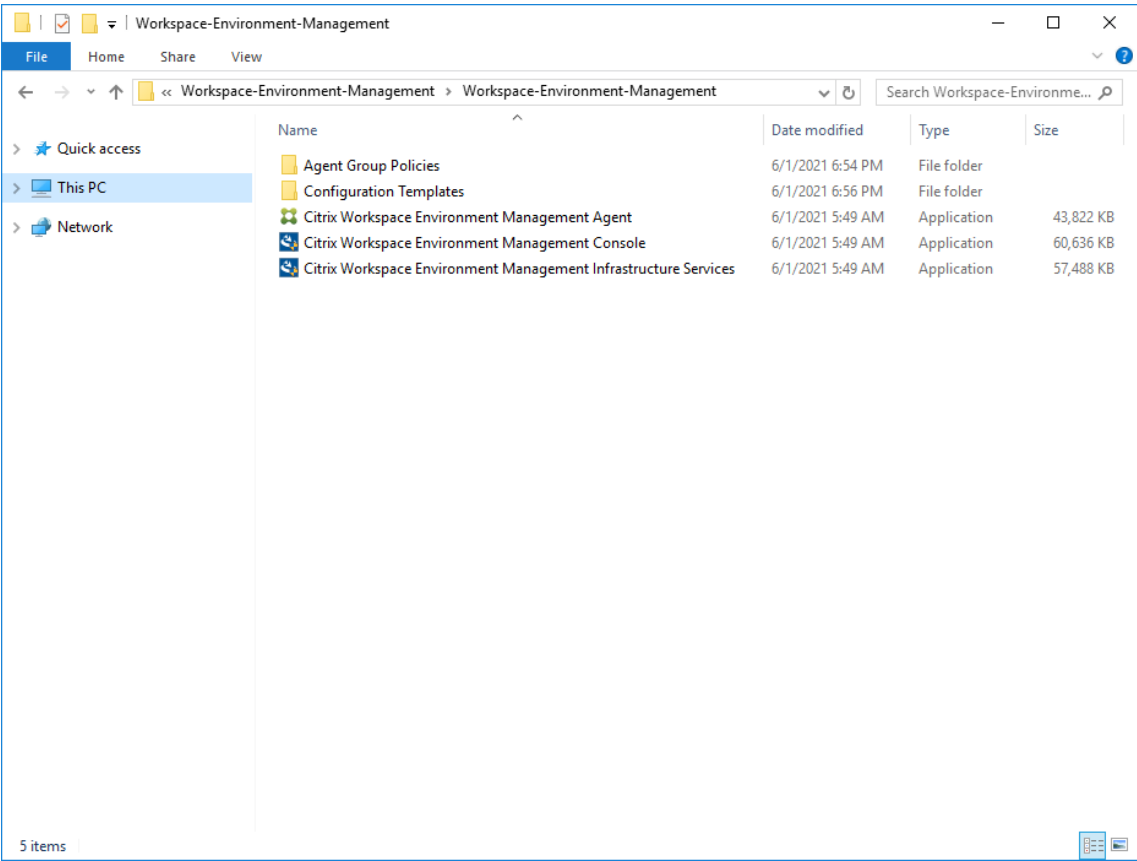 Workspace-Environment-Management
File Home Share View
« Workspace-Environment-Management > Workspace-Environment-Management Search Workspace-Environme...
Name Date modified Type Size
Quick access
This PC
Network
Agent Group Policies 6/1/2021 6:54 PM File folder
Configuration Templates 6/1/2021 6:56 PM File folder
Citrix Workspace Environment Management Agent 6/1/2021 5:49 AM Application 43,822 KB
Citrix Workspace Environment Management Console 6/1/2021 5:49 AM Application 60,636 KB
Citrix Workspace Environment Management Infrastructure Services 6/1/2021 5:49 AM Application 57,488 KB
5 items